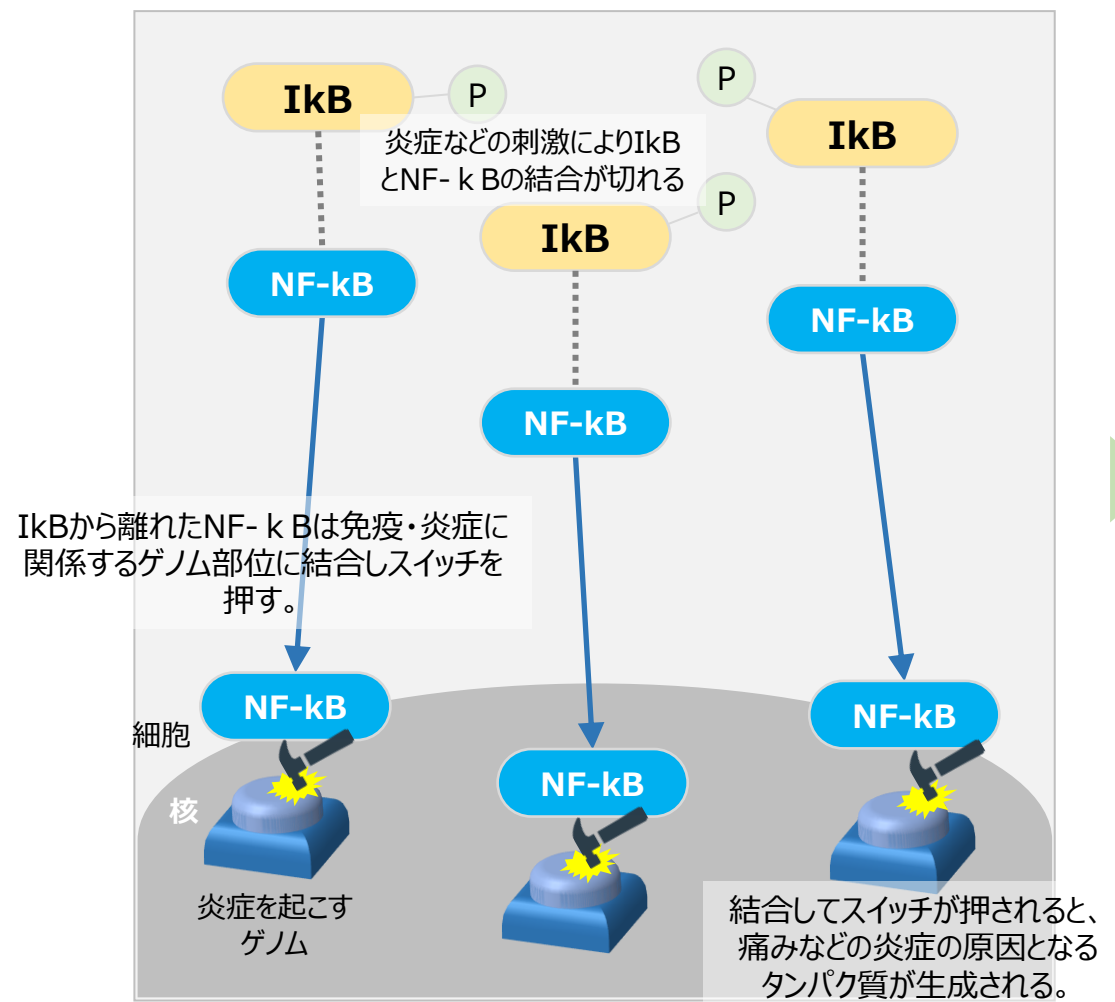 IkB
P
P
IkB
炎症などの刺激によりIkB
とNF-ｋBの結合が切れる
P
IkB
NF-kB
NF-kB
NF-kB
IkBから離れたNF-ｋBは免疫・炎症に
関係するゲノム部位に結合しスイッチを
押す。
NF-kB
NF-kB
細胞
NF-kB
核
炎症を起こす
ゲノム
結合してスイッチが押されると、
痛みなどの炎症の原因となる
タンパク質が生成される。